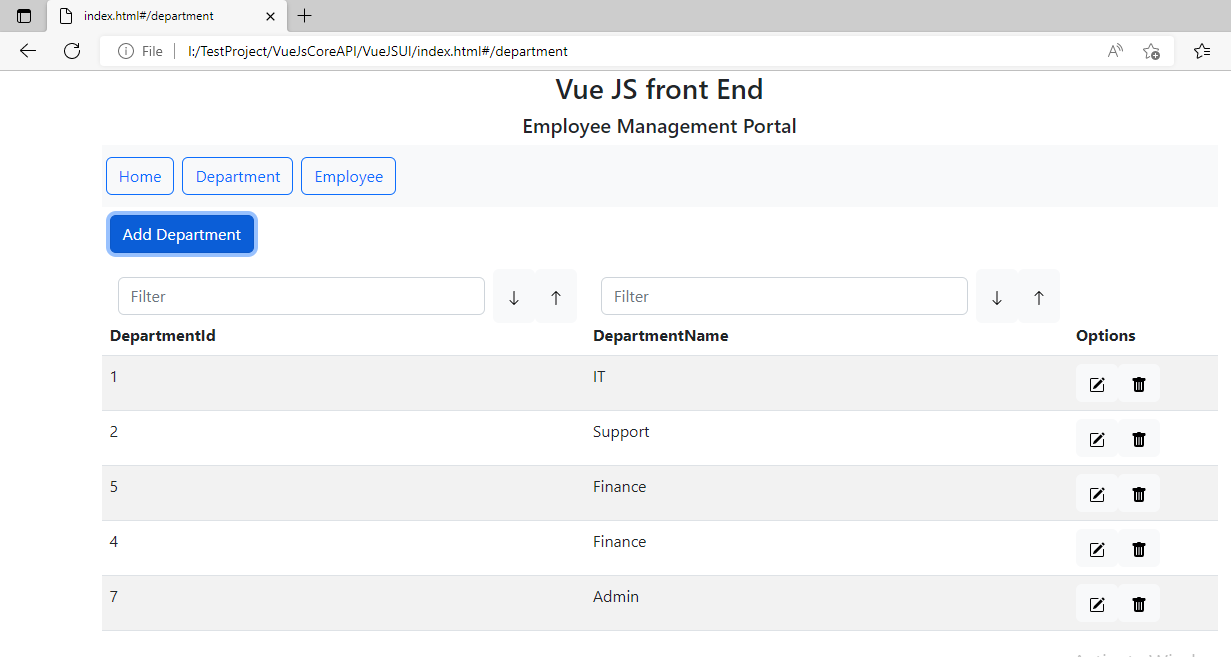 index.html#/department
File
I:/TestProject/VueJsCoreAPI/VueJSUI/index.html#/department
Vue JS front End
Employee Management Portal
Home Department Employee
Add Department
Filter Filter
DepartmentId DepartmentName Options
1 IT
2 Support
5 Finance
4 Finance
7 Admin